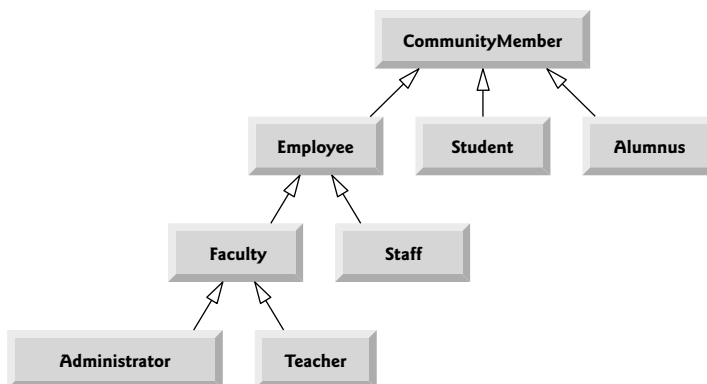 CommunityMember
Employee
Student
Alumnus
Faculty
Staff
Administrator
Teacher